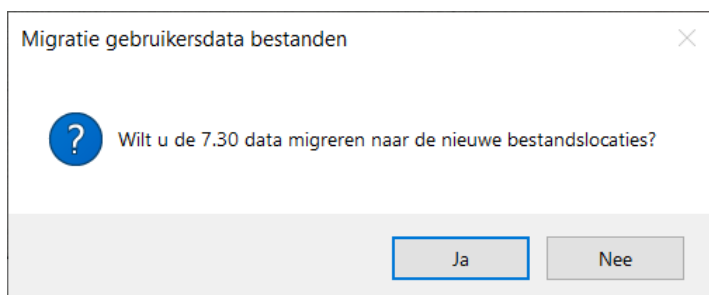 Migratie gebruikersdata bestanden
Wilt u de 7.30 data migreren naar de nieuwe bestandslocaties?
Ja
Nee